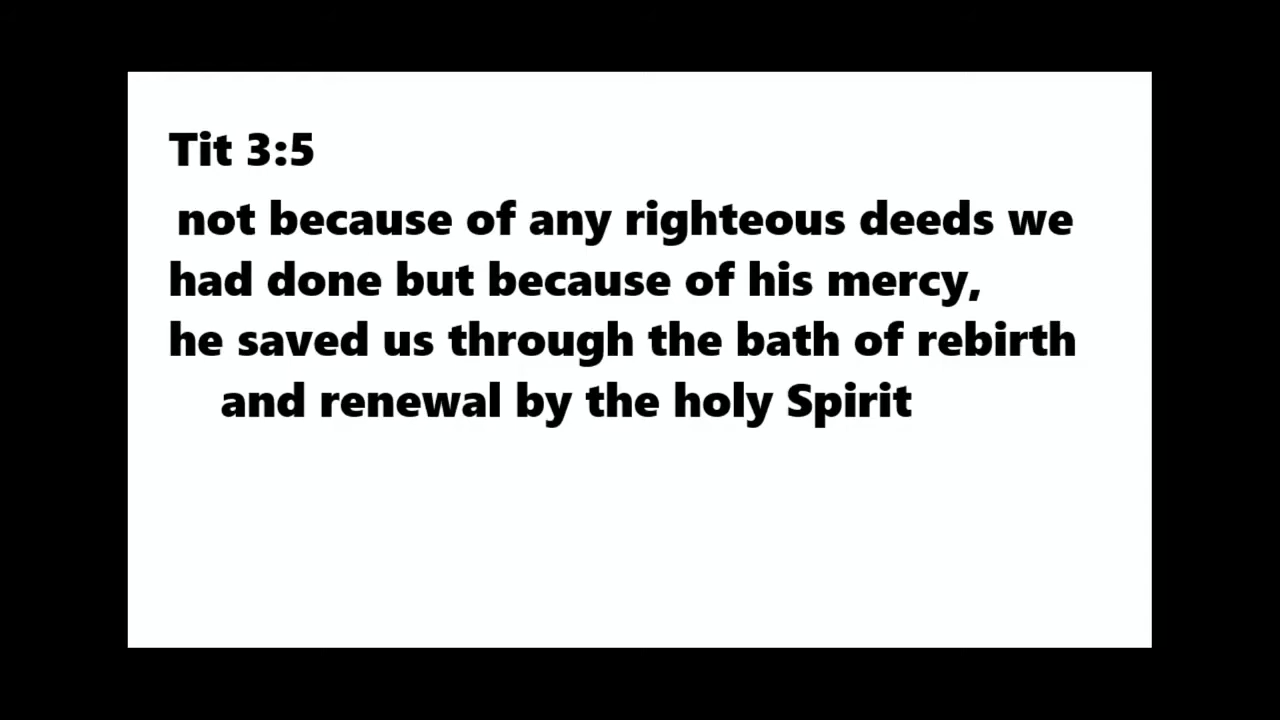 Tit 3:5
not because of any righteous deeds we
had done but because of his mercy,
he saved us through the bath of rebirth
and renewal by the holy Spirit